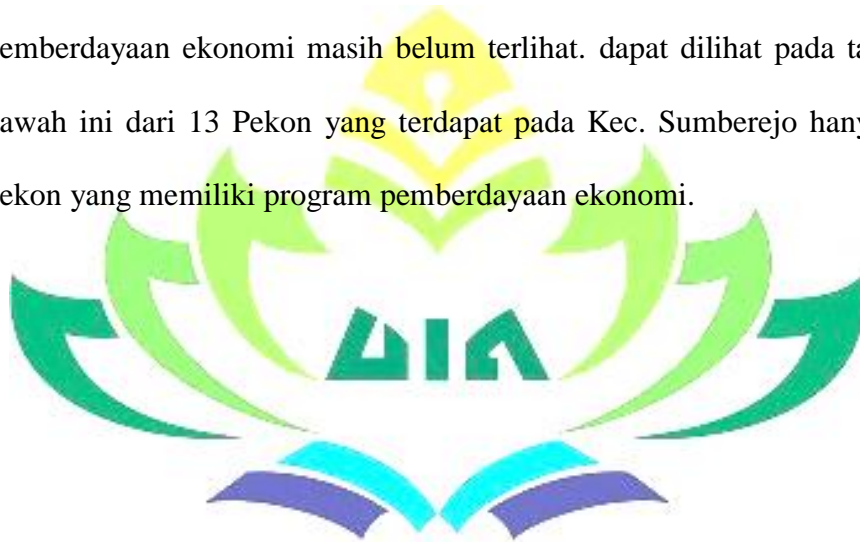 emberdayaan ekonomi masih belum terlihat. dapat dilihat pada ta
awah ini dari 13 Pekon yang terdapat pada Kec. Sumberejo hany
ekon yang memiliki program pemberdayaan ekonomi.
UIN